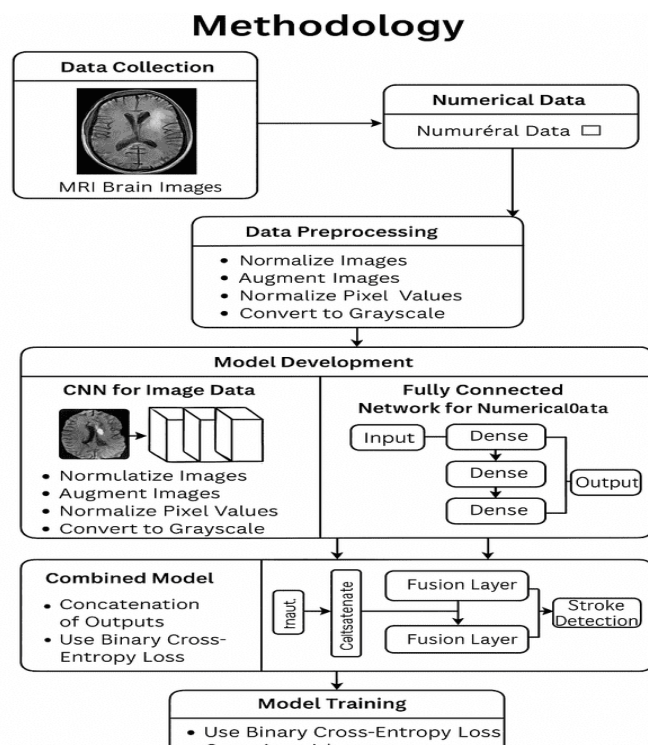 Methodology
Data Collection
MRI Brain Images
Numerical Data
Numuréral Data
Data Preprocessing
• Normalize Images
• Augment Images
• Normalize Pixel Values
• Convert to Grayscale
Model Development
CNN for Image Data
• Normulatize Images
• Augment Images
• Normalize Pixel Values
• Convert to Grayscale
Fully Connected
Network for Numerical0ata
Input
Dense
Dense
Dense
Output
Combined Model
• Concatenation
of Outputs
• Use Binary Cross-
Entropy Loss
Fusion Layer
Fusion Layer
Stroke
Detection
Model Training
• Use Binary Cross-Entropy Loss